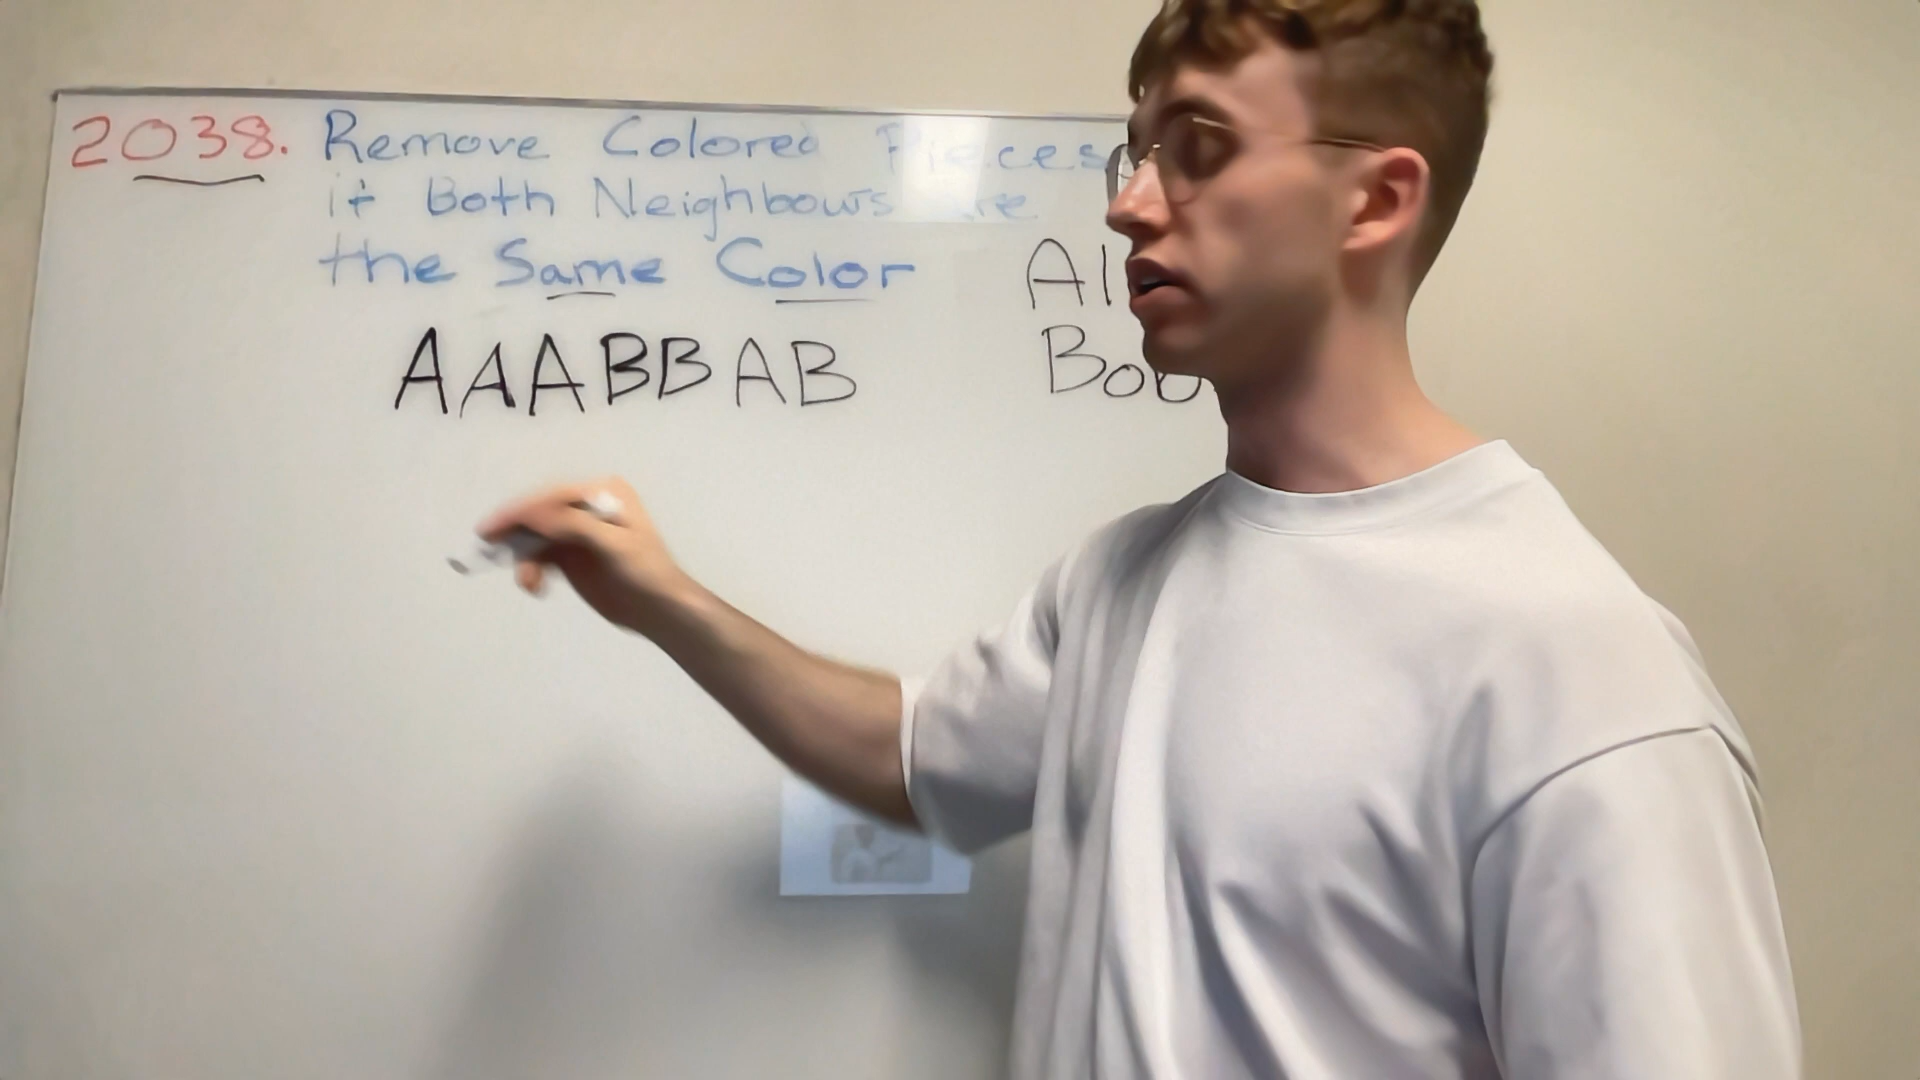 2038. Remove Colored Pieces
if Both Neighbours are
the Same Color
Al
AAABBAB
Bob